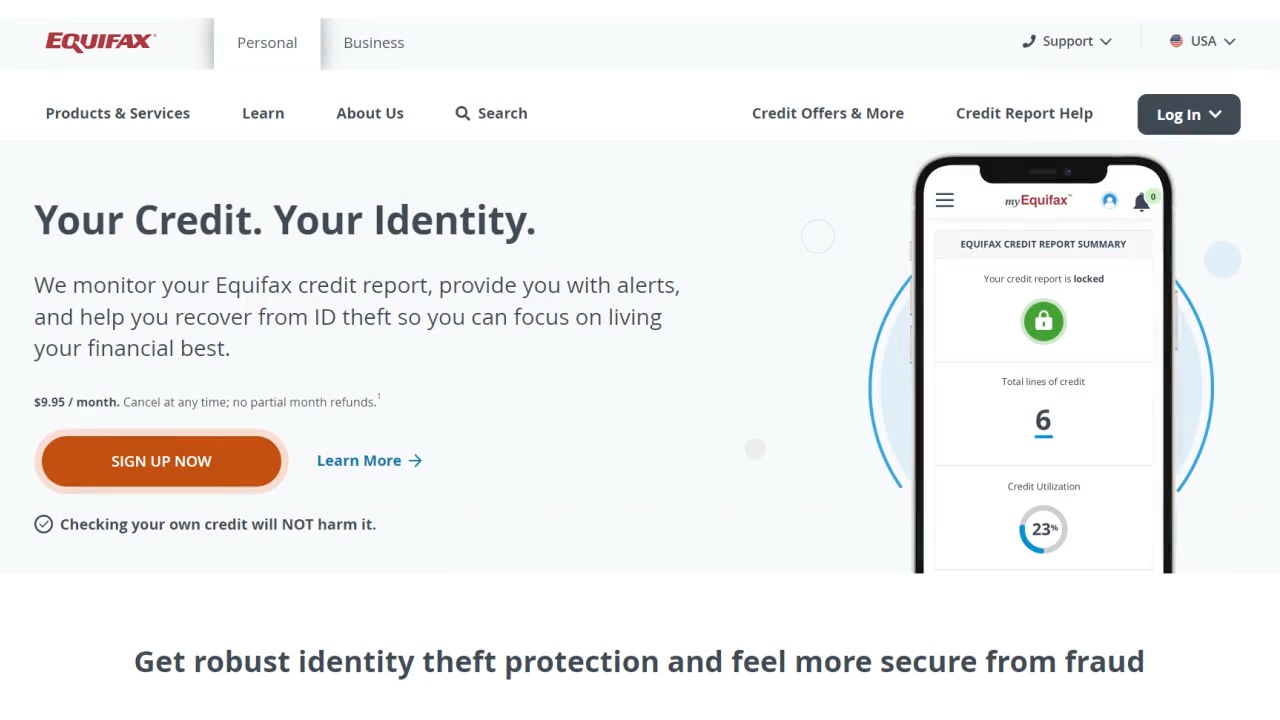 EQUIFAX
Personal
Business
Support
USA
Products & Services
Learn
About Us
Search
Credit Offers & More
Credit Report Help
Log In
Your Credit. Your Identity.
We monitor your Equifax credit report, provide you with alerts,
and help you recover from ID theft so you can focus on living
your financial best.
$9.95 / month. Cancel at any time; no partial month refunds.1
SIGN UP NOW
Learn More
Checking your own credit will NOT harm it.
myEquifax™
0
EQUIFAX CREDIT REPORT SUMMARY
Your credit report is locked
Total lines of credit
6
Credit Utilization
23%
Get robust identity theft protection and feel more secure from fraud